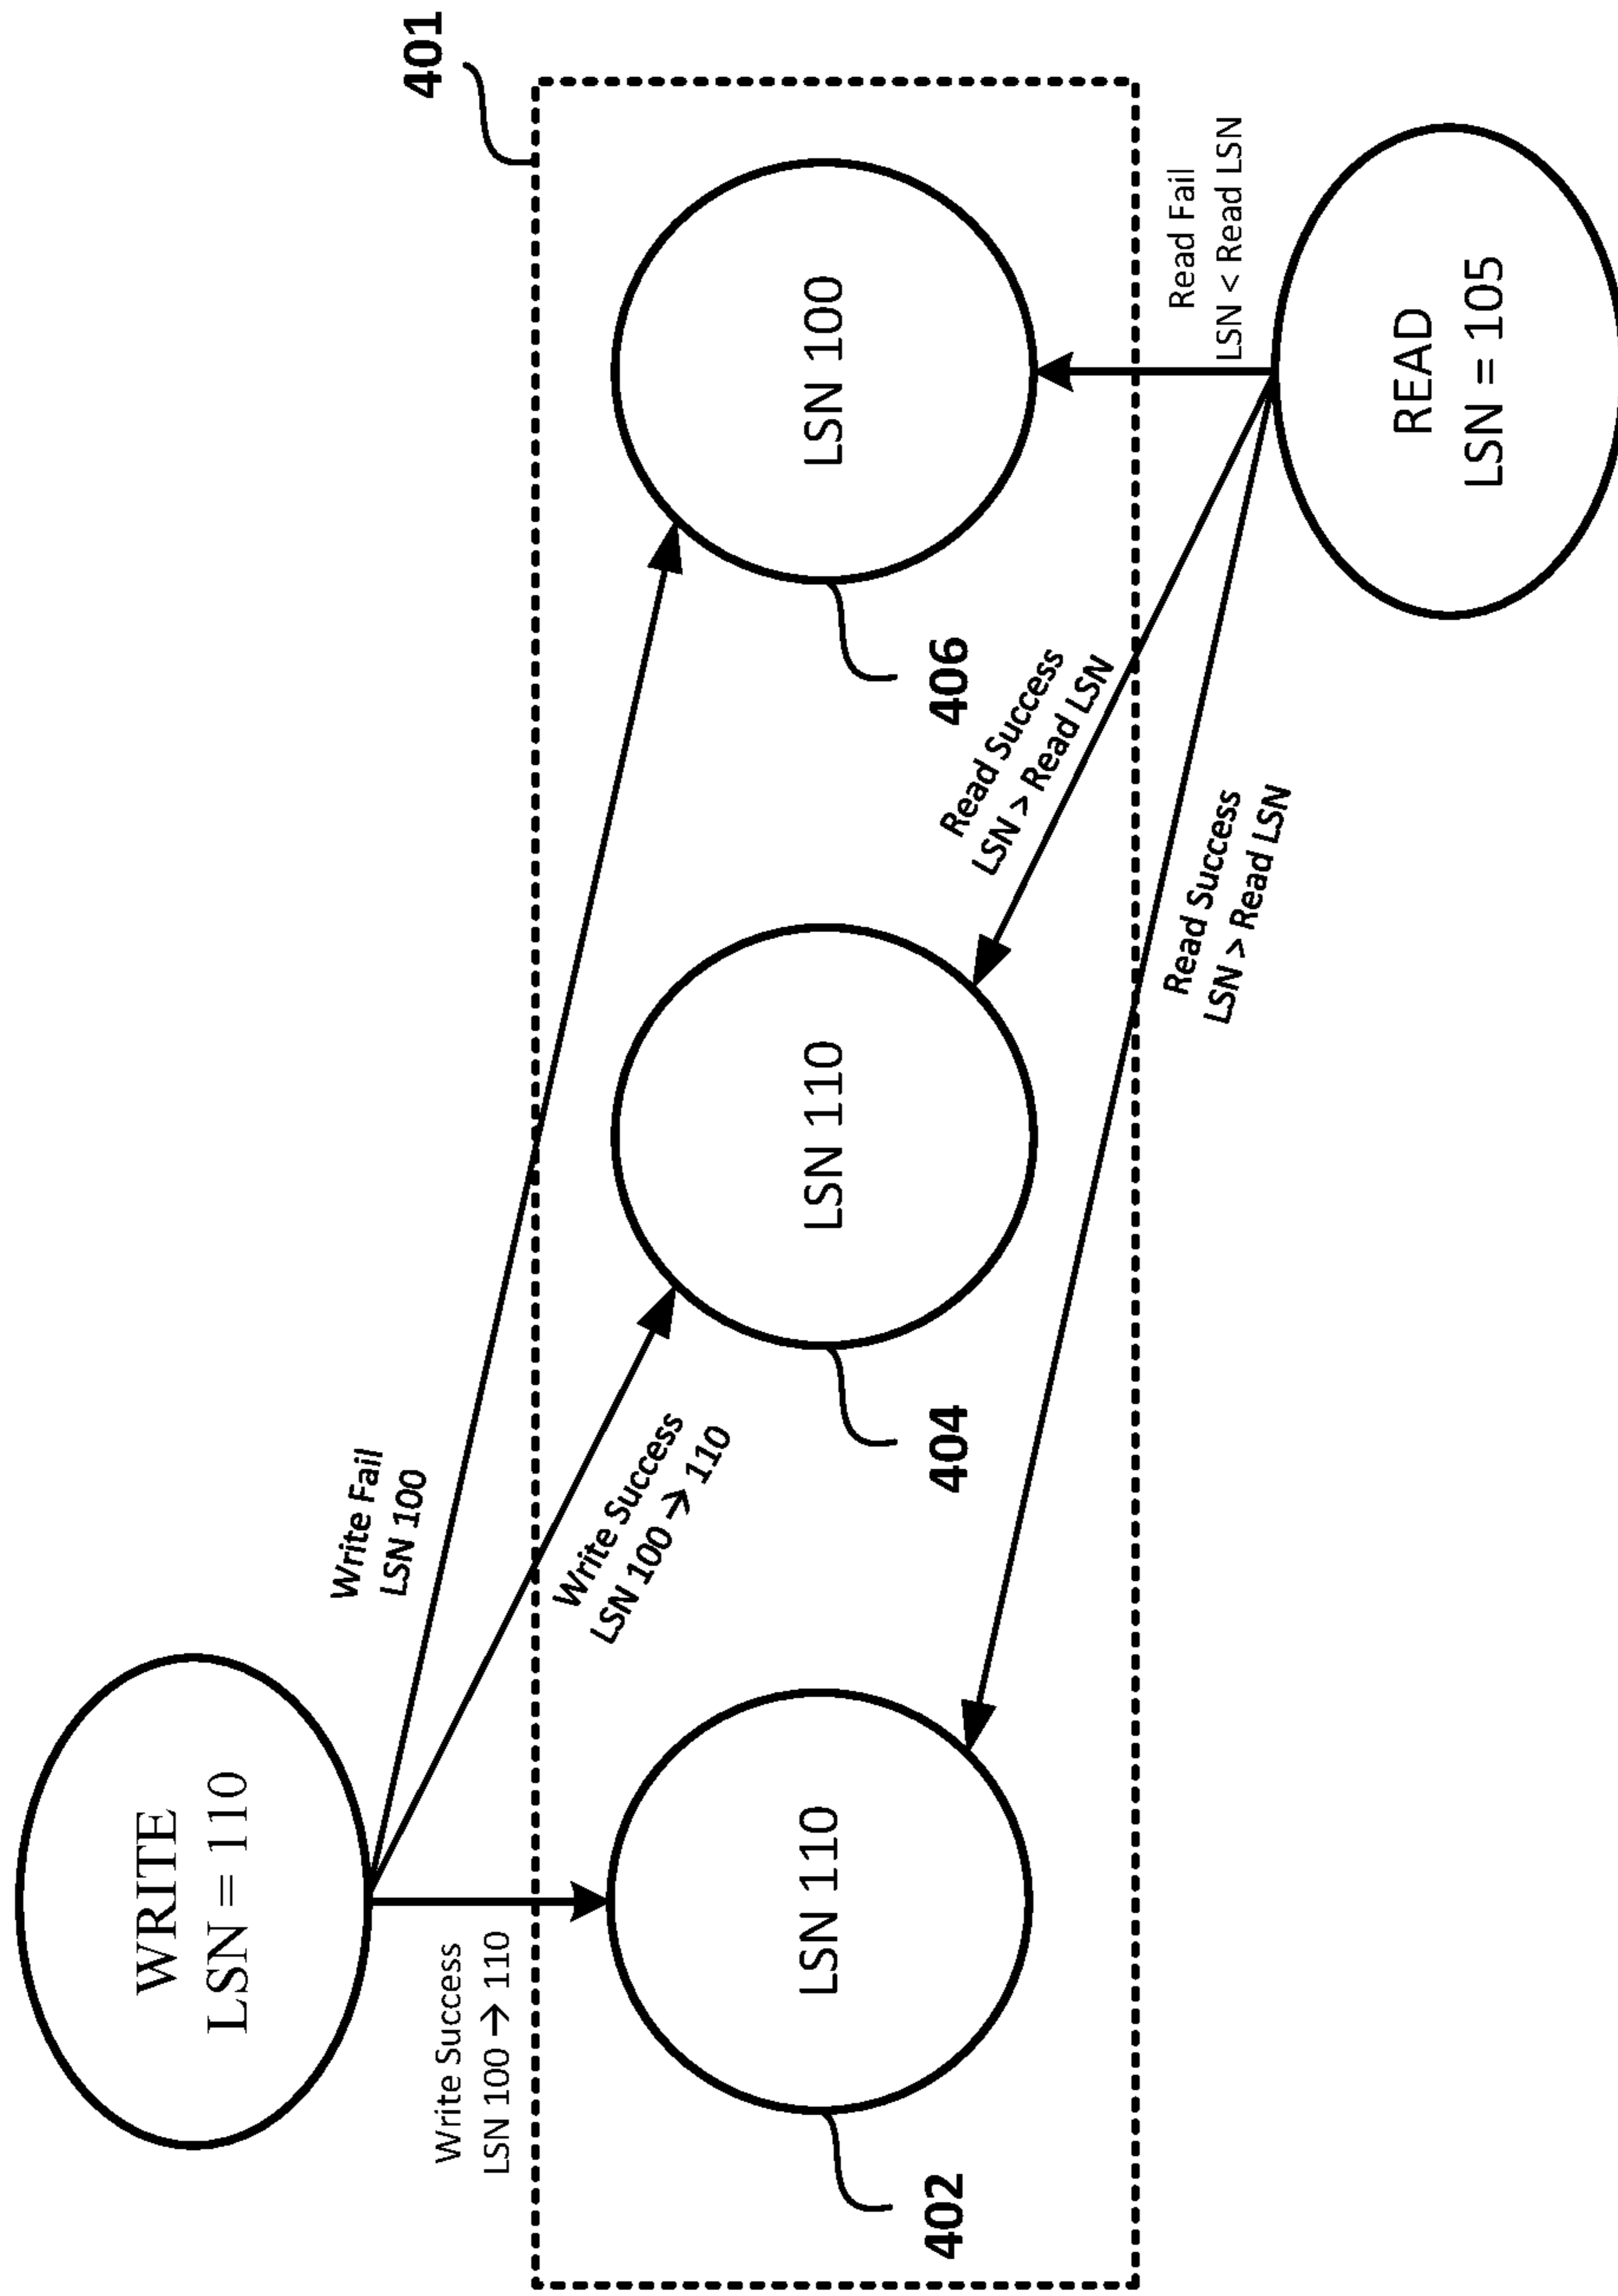 401
WRITE
LSN = 110
Write Fail
LSN 100
Write Success
LSN 100 → 110
Write Success
LSN 100 → 110
LSN 110
LSN 110
LSN 100
402
404
406
Read Success
LSN > Read LSN
Read Success
LSN > Read LSN
Read Fail
LSN < Read LSN
READ
LSN = 105